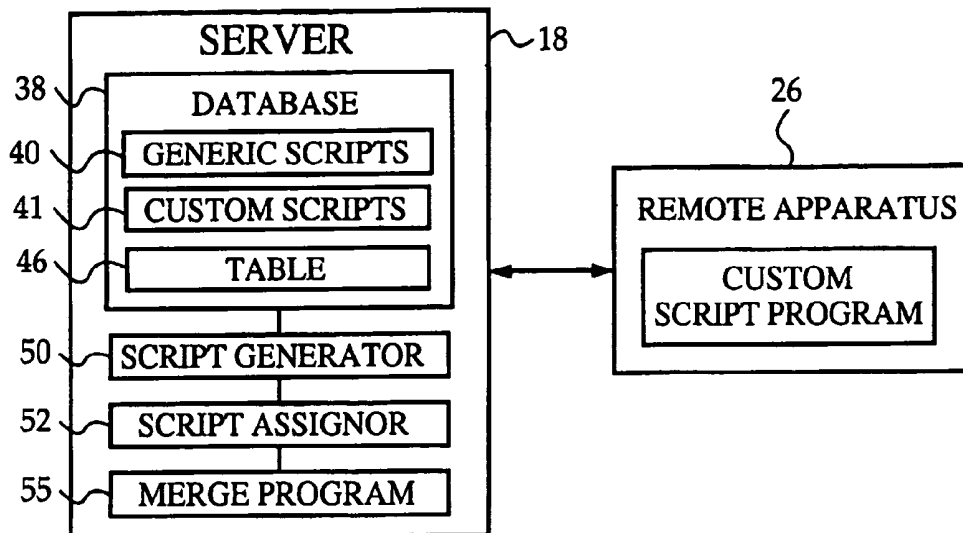 SERVER
18
38
DATABASE
40
GENERIC SCRIPTS
41
CUSTOM SCRIPTS
46
TABLE
50
SCRIPT GENERATOR
52
SCRIPT ASSIGNOR
55
MERGE PROGRAM
26
REMOTE APPARATUS
CUSTOM
SCRIPT PROGRAM